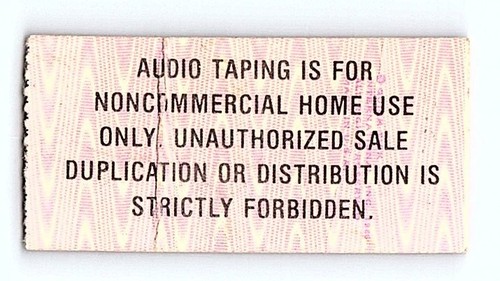 AUDIO TAPING IS FOR
NONCOMMERCIAL HOME USE
ONLY. UNAUTHORIZED SALE
DUPLICATION OR DISTRIBUTION IS
STRICTLY FORBIDDEN.